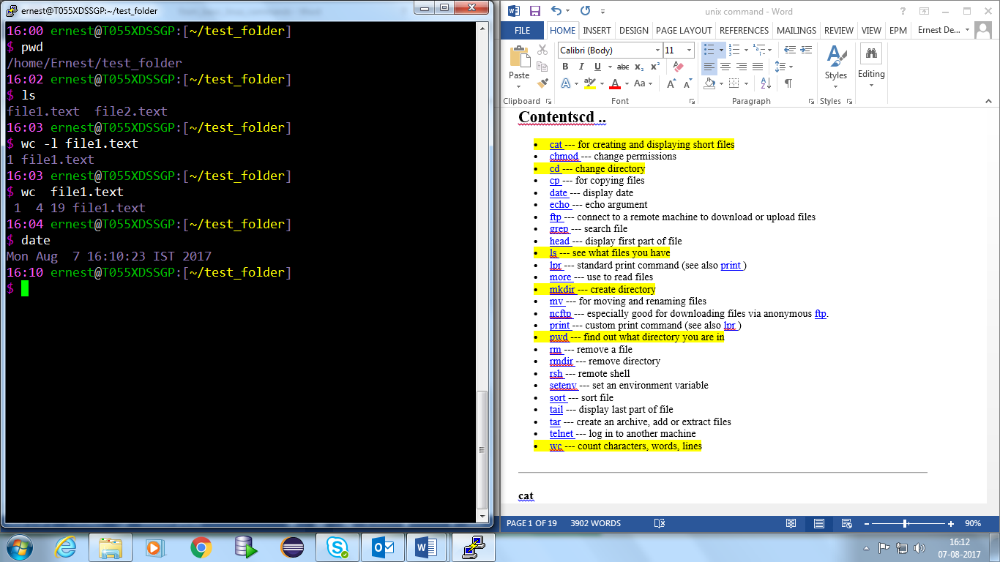 ernest@T055XDSSGP:~/test_folder
16:00 ernest@T055XDSSGP:[~/test_folder]
$ pwd
/home/Ernest/test_folder
16:02 ernest@T055XDSSGP:[~/test_folder]
$ ls
file1.text  file2.text
16:03 ernest@T055XDSSGP:[~/test_folder]
$ wc -l file1.text
1 file1.text
16:03 ernest@T055XDSSGP:[~/test_folder]
$ wc  file1.text
 1  4 19 file1.text
16:04 ernest@T055XDSSGP:[~/test_folder]
$ date
Mon Aug  7 16:10:23 IST 2017
16:10 ernest@T055XDSSGP:[~/test_folder]
$
unix command - Word
FILE HOME INSERT DESIGN PAGE LAYOUT REFERENCES MAILINGS REVIEW VIEW EPM Ernest De...
Calibri (Body) 11
Paste
B I U abc x₂ x²
A ab A Aa A A
Styles
Editing
Clipboard Font Paragraph Styles
Contentscd ..
• cat --- for creating and displaying short files
• chmod --- change permissions
• cd --- change directory
• cp --- for copying files
• date --- display date
• echo --- echo argument
• ftp --- connect to a remote machine to download or upload files
• grep --- search file
• head --- display first part of file
• ls --- see what files you have
• lpr --- standard print command (see also print )
• more --- use to read files
• mkdir --- create directory
• mv --- for moving and renaming files
• ncftp --- especially good for downloading files via anonymous ftp.
• print --- custom print command (see also lpr )
• pwd --- find out what directory you are in
• rm --- remove a file
• rmdir --- remove directory
• rsh --- remote shell
• setenv --- set an environment variable
• sort --- sort file
• tail --- display last part of file
• tar --- create an archive, add or extract files
• telnet --- log in to another machine
• wc --- count characters, words, lines
cat
PAGE 1 OF 19 3902 WORDS 90%
16:12
07-08-2017